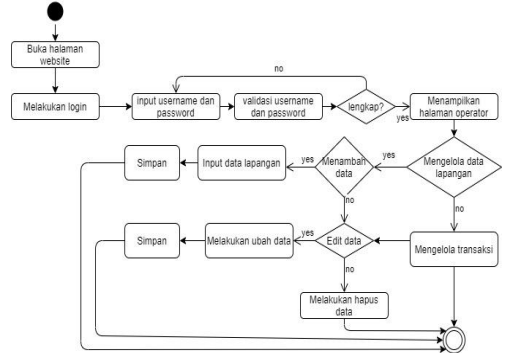 Buka halaman
website
Melakukan login
input username dan
password
validasi username
dan password
no
lengkap?
yes
Menampilkan
halaman operator
Mengelola data
lapangan
yes
Menambah
data
yes
Input data lapangan
Simpan
no
no
Mengelola transaksi
Edit data
yes
Melakukan ubah data
Simpan
no
Melakukan hapus
data